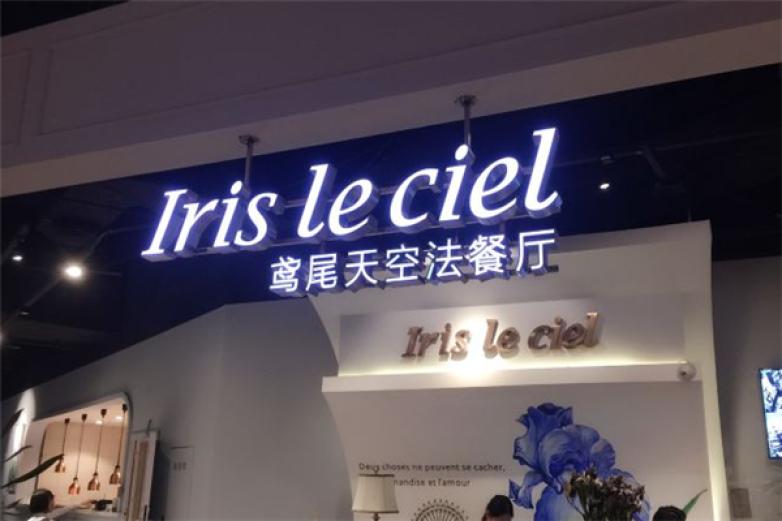 Iris le ciel
鸢尾天空法餐厅
Iris le ciel
Deux choses ne peuvent se cacher,
mandise et l'amour